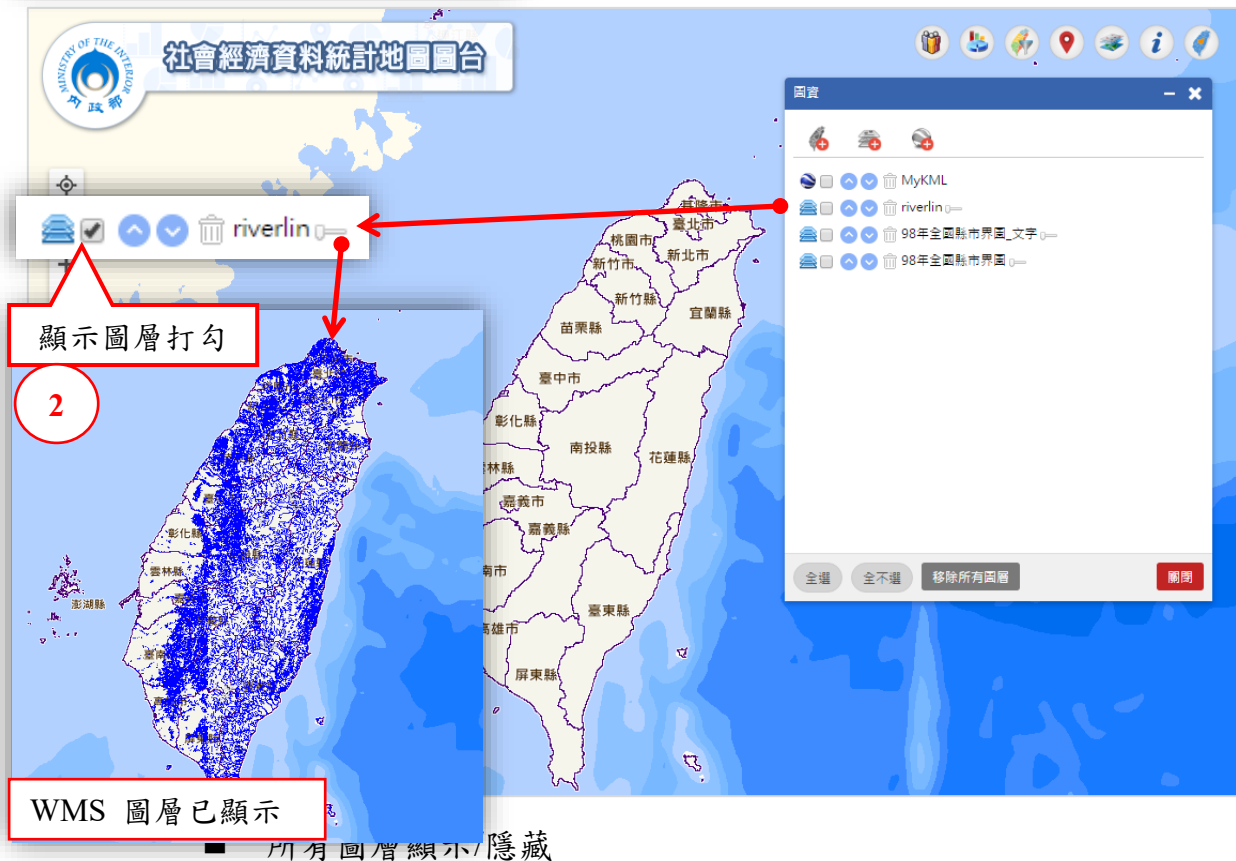 MINISTRY OF THE INTERIOR
內政部
社會經濟資料統計地圖圖台
圖資
MyKML
riverlin
98年全國縣市界圖_文字
98年全國縣市界圖
全選
全不選
移除所有圖層
關閉
riverlin
顯示圖層打勾
2
基隆市
臺北市
桃園市
新北市
新竹市
新竹縣
宜蘭縣
苗栗縣
臺中市
彰化縣
南投縣
花蓮縣
林縣
嘉義市
嘉義縣
南市
臺東縣
高雄市
屏東縣
彰化縣
雲林縣
澎湖縣
臺南
WMS 圖層已顯示
■ 所有圖層顯示/隱藏